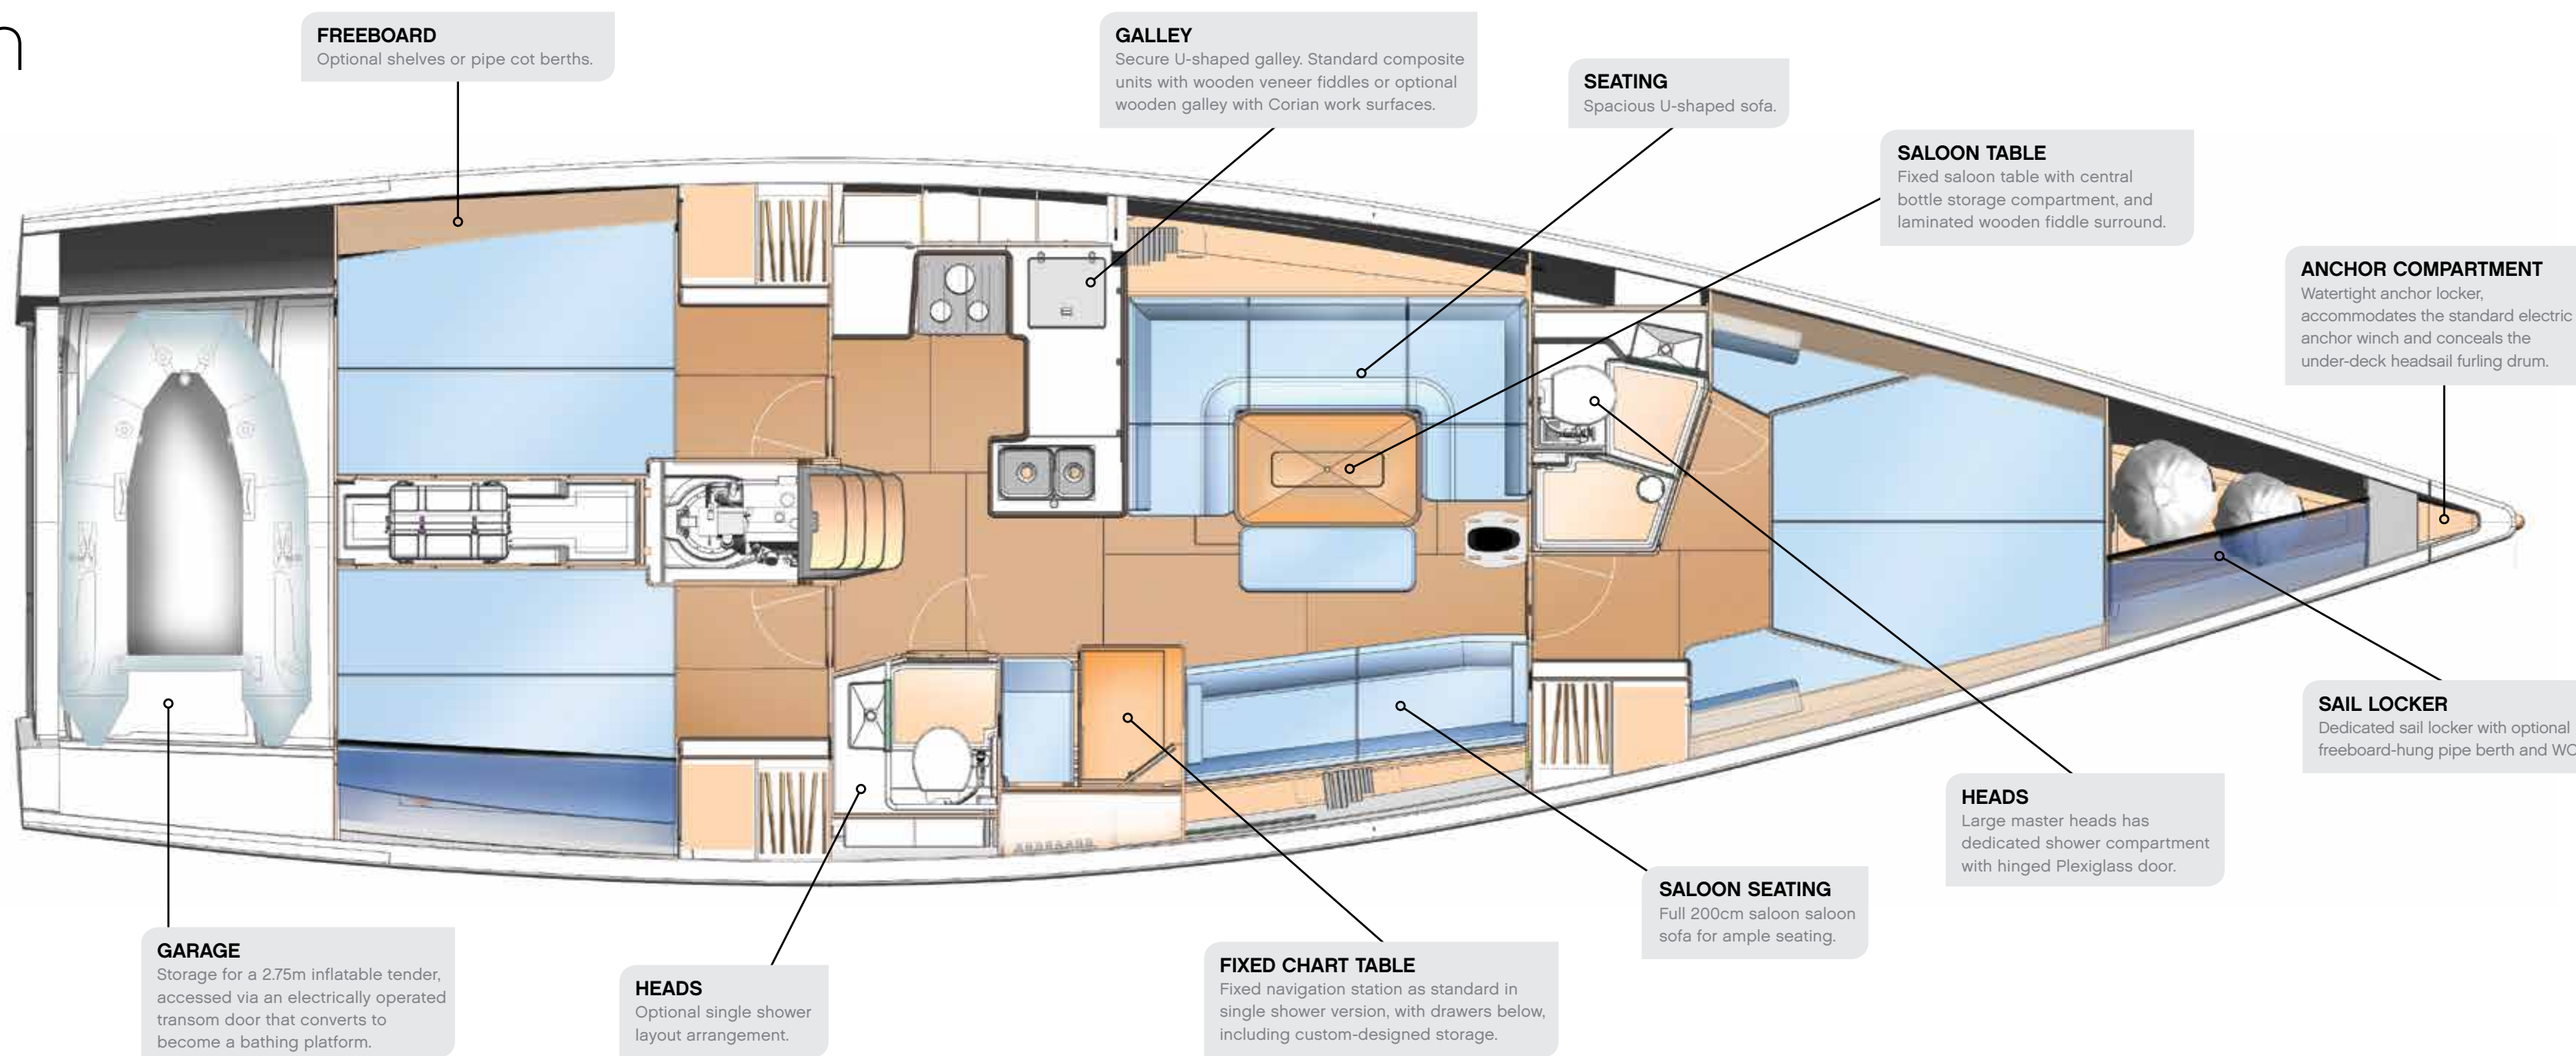 n
FREEBOARD
Optional shelves or pipe cot berths.
GALLEY
Secure U-shaped galley. Standard composite
units with wooden veneer fiddles or optional
wooden galley with Corian work surfaces.
SEATING
Spacious U-shaped sofa.
SALOON TABLE
Fixed saloon table with central
bottle storage compartment, and
laminated wooden fiddle surround.
ANCHOR COMPARTMENT
Watertight anchor locker,
accommodates the standard electric
anchor winch and conceals the
under-deck headsail furling drum.
SAIL LOCKER
Dedicated sail locker with optional
freeboard-hung pipe berth and WC
HEADS
Large master heads has
dedicated shower compartment
with hinged Plexiglass door.
SALOON SEATING
Full 200cm saloon saloon
sofa for ample seating.
FIXED CHART TABLE
Fixed navigation station as standard in
single shower version, with drawers below,
including custom-designed storage.
HEADS
Optional single shower
layout arrangement.
GARAGE
Storage for a 2.75m inflatable tender,
accessed via an electrically operated
transom door that converts to
become a bathing platform.